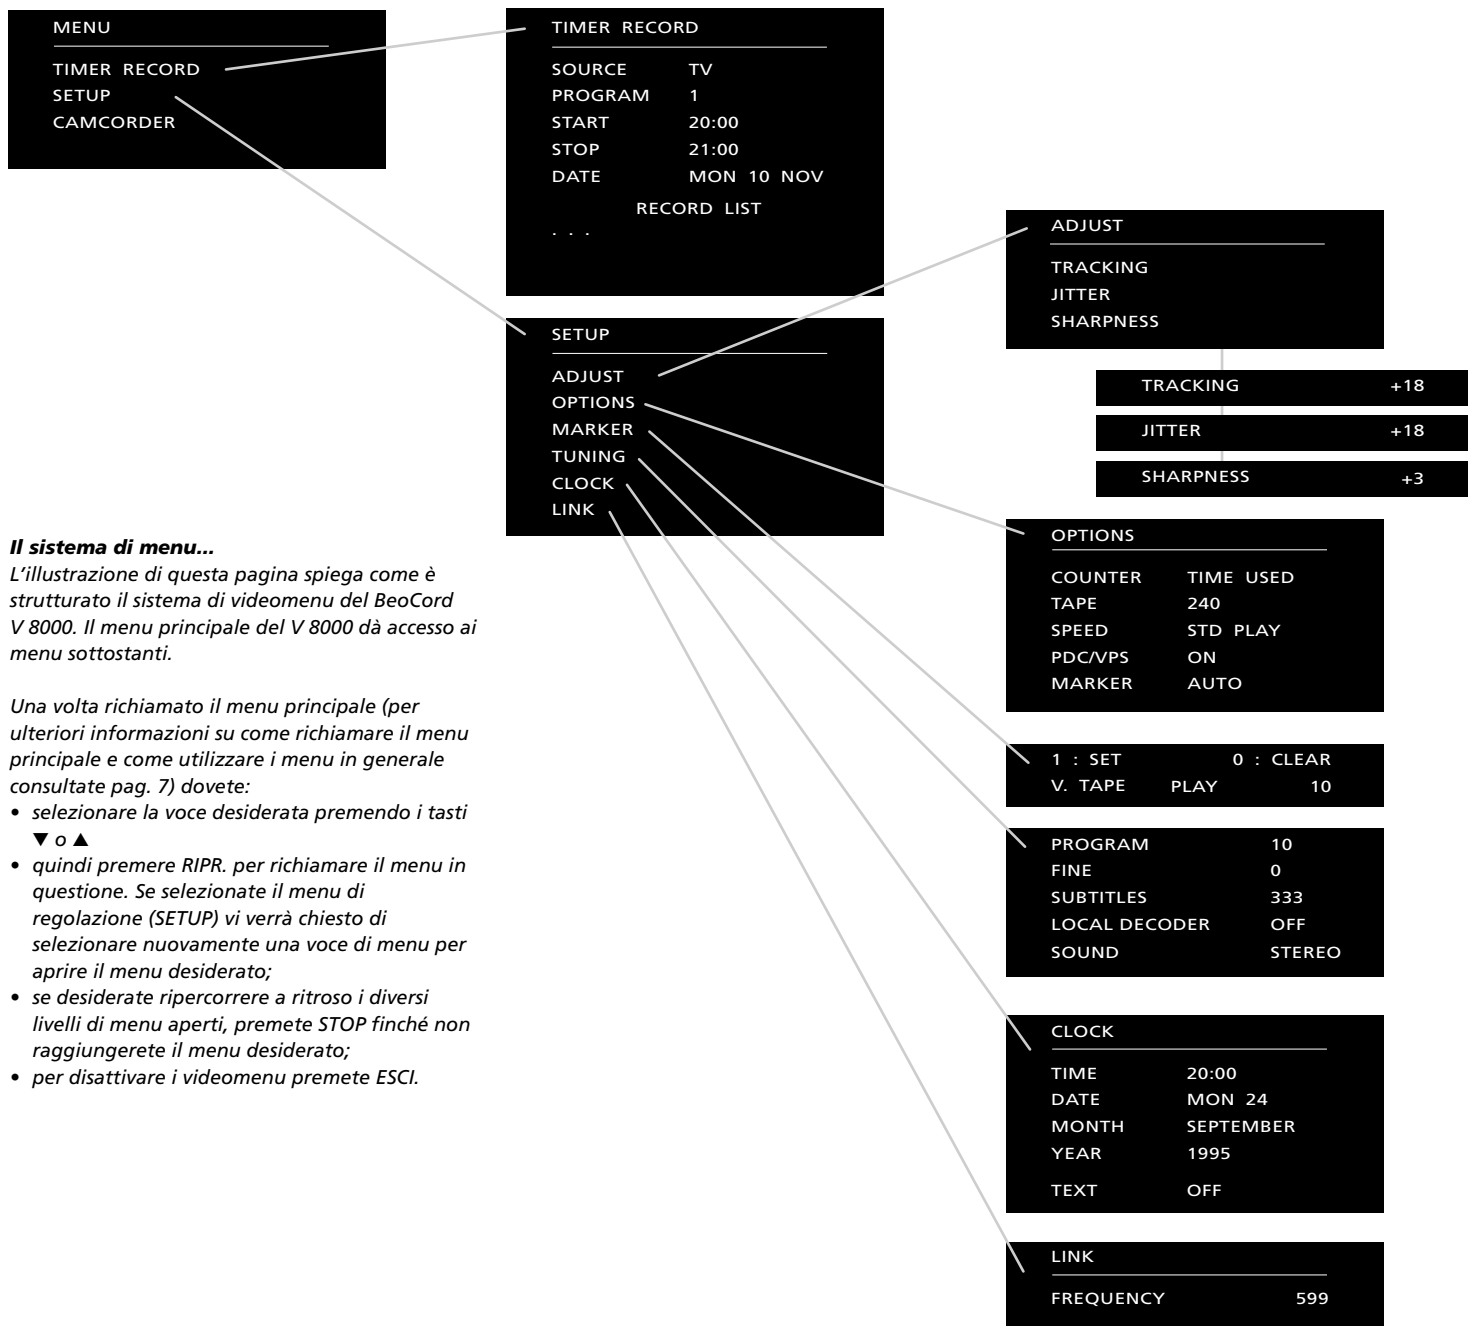 MENU
TIMER RECORD
SETUP
CAMCORDER
TIMER RECORD
SOURCE TV
PROGRAM 1
START 20:00
STOP 21:00
DATE MON 10 NOV
RECORD LIST
. . .
SETUP
ADJUST
OPTIONS
MARKER
TUNING
CLOCK
LINK
ADJUST
TRACKING
JITTER
SHARPNESS
TRACKING +18
JITTER +18
SHARPNESS +3
OPTIONS
COUNTER TIME USED
TAPE 240
SPEED STD PLAY
PDC/VPS ON
MARKER AUTO
1 : SET 0 : CLEAR
V. TAPE PLAY 10
PROGRAM 10
FINE 0
SUBTITLES 333
LOCAL DECODER OFF
SOUND STEREO
CLOCK
TIME 20:00
DATE MON 24
MONTH SEPTEMBER
YEAR 1995
TEXT OFF
LINK
FREQUENCY 599
Il sistema di menu...
L'illustrazione di questa pagina spiega come è
strutturato il sistema di videomenu del BeoCord
V 8000. Il menu principale del V 8000 dà accesso ai
menu sottostanti.
Una volta richiamato il menu principale (per
ulteriori informazioni su come richiamare il menu
principale e come utilizzare i menu in generale
consultate pag. 7) dovete:
• selezionare la voce desiderata premendo i tasti
▼ o ▲
• quindi premere RIPR. per richiamare il menu in
questione. Se selezionate il menu di
regolazione (SETUP) vi verrà chiesto di
selezionare nuovamente una voce di menu per
aprire il menu desiderato;
• se desiderate ripercorrere a ritroso i diversi
livelli di menu aperti, premete STOP finché non
raggiungerete il menu desiderato;
• per disattivare i videomenu premete ESCI.